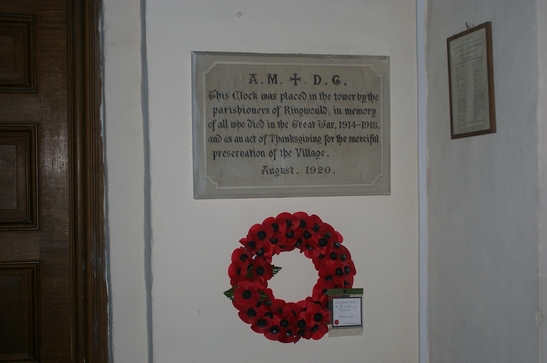 A.M. ✝ D.G.
This Clock was placed in the tower by the
parishioners of Ringwould, in memory
of all who died in the Great War, 1914-1918,
and as an act of Thanksgiving for the merciful
preservation of the Village.
August. 1920.